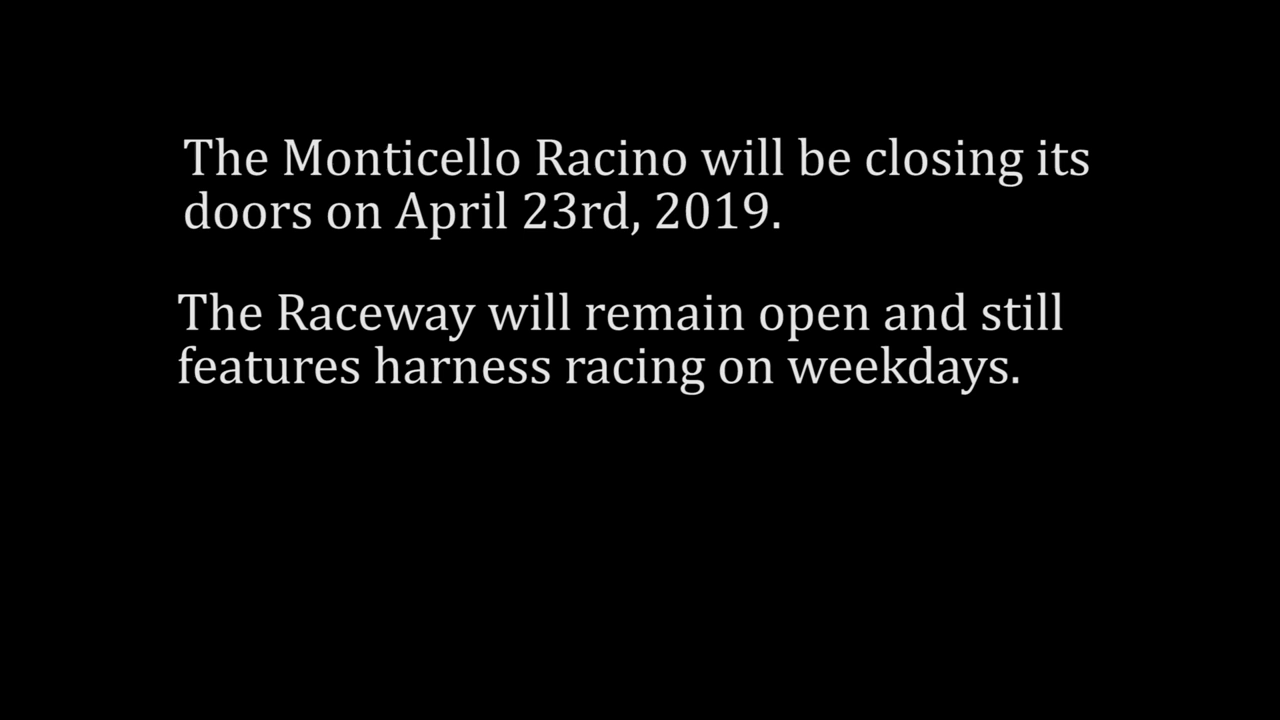 The Monticello Racino will be closing its
doors on April 23rd, 2019.
The Raceway will remain open and still
features harness racing on weekdays.